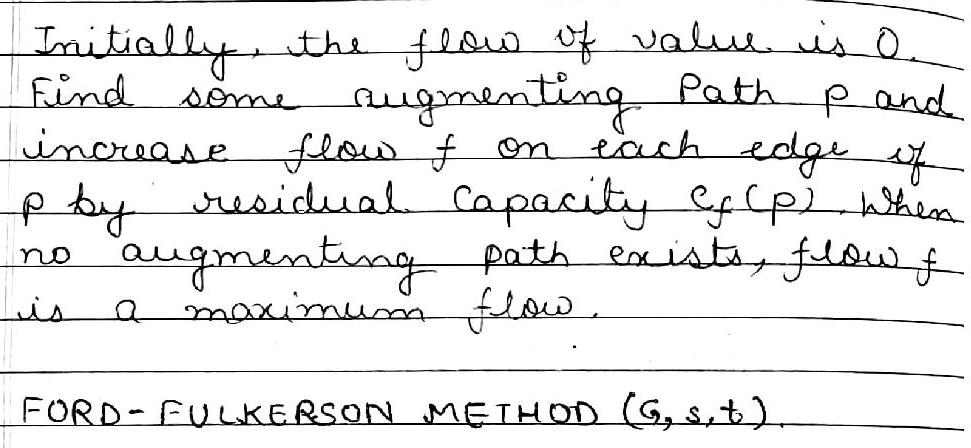 Initially, the flow of value is 0.
Find some augmenting Path p and
increase flow f on each edge of
p by residual Capacity Cf (p). When
no augmenting path exists, flow f
is a maximum flow.
FORD-FULKERSON METHOD (G, s, t)